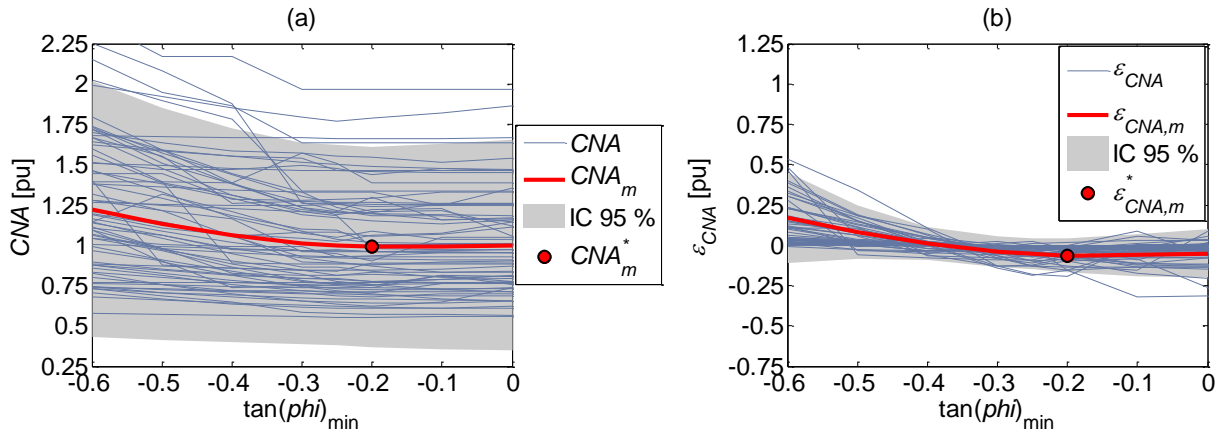 (a)
2.25
2
1.75
1.5
1.25
1
0.75
0.5
0.25
CNA [pu]
-0.6 -0.5 -0.4 -0.3 -0.2 -0.1 0
tan(phi)min
CNA
CNAm
IC 95 %
CNA*m
(b)
1.25
1
0.75
0.5
0.25
0
-0.25
-0.5
-0.75
εCNA [pu]
-0.6 -0.5 -0.4 -0.3 -0.2 -0.1 0
tan(phi)min
εCNA
εCNA,m
IC 95 %
ε*CNA,m